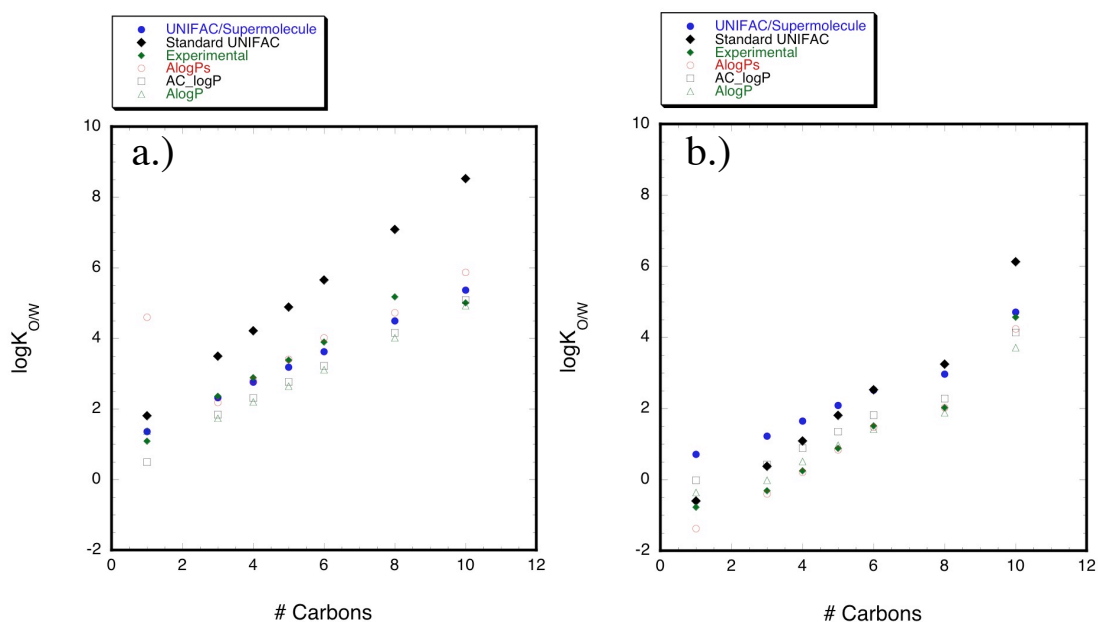 UNIFAC/Supermolecule
Standard UNIFAC
Experimental
AlogPs
AC_logP
AlogP
10
8
6
4
2
0
-2
a.)
logK O/W
0 2 4 6 8 10 12
# Carbons
UNIFAC/Supermolecule
Standard UNIFAC
Experimental
AlogPs
AC_logP
AlogP
10
8
6
4
2
0
-2
b.)
logK O/W
0 2 4 6 8 10 12
# Carbons